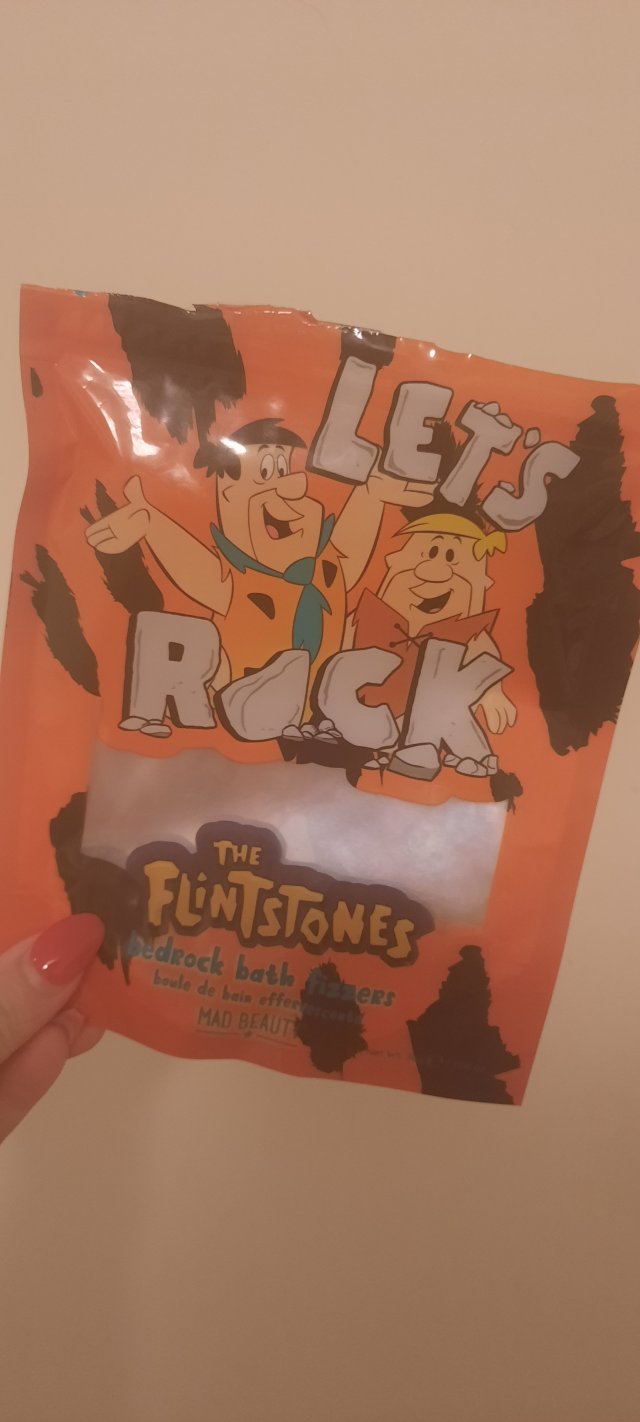 LET'S
ROCK
THE
FLINTSTONES
bedrock bath fizzers
boule de bain effervescente
MAD BEAUTY